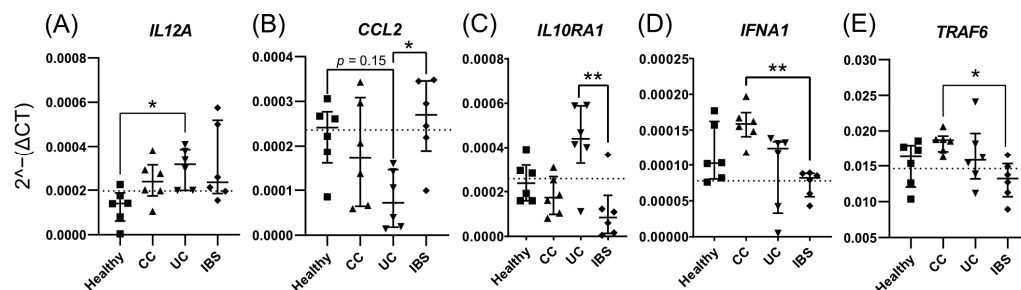 (A) IL12A
2^−(ΔCT)
0.0008
0.0006
0.0004
0.0002
0.0000
*
Healthy
CC
UC
IBS
(B) CCL2
0.0004
0.0003
0.0002
0.0001
0.0000
p = 0.15
*
Healthy
CC
UC
IBS
(C) IL10RA1
0.0008
0.0006
0.0004
0.0002
0.0000
**
Healthy
CC
UC
IBS
(D) IFNA1
0.00025
0.00020
0.00015
0.00010
0.00005
0.00000
**
Healthy
CC
UC
IBS
(E) TRAF6
0.030
0.025
0.020
0.015
0.010
0.005
*
Healthy
CC
UC
IBS